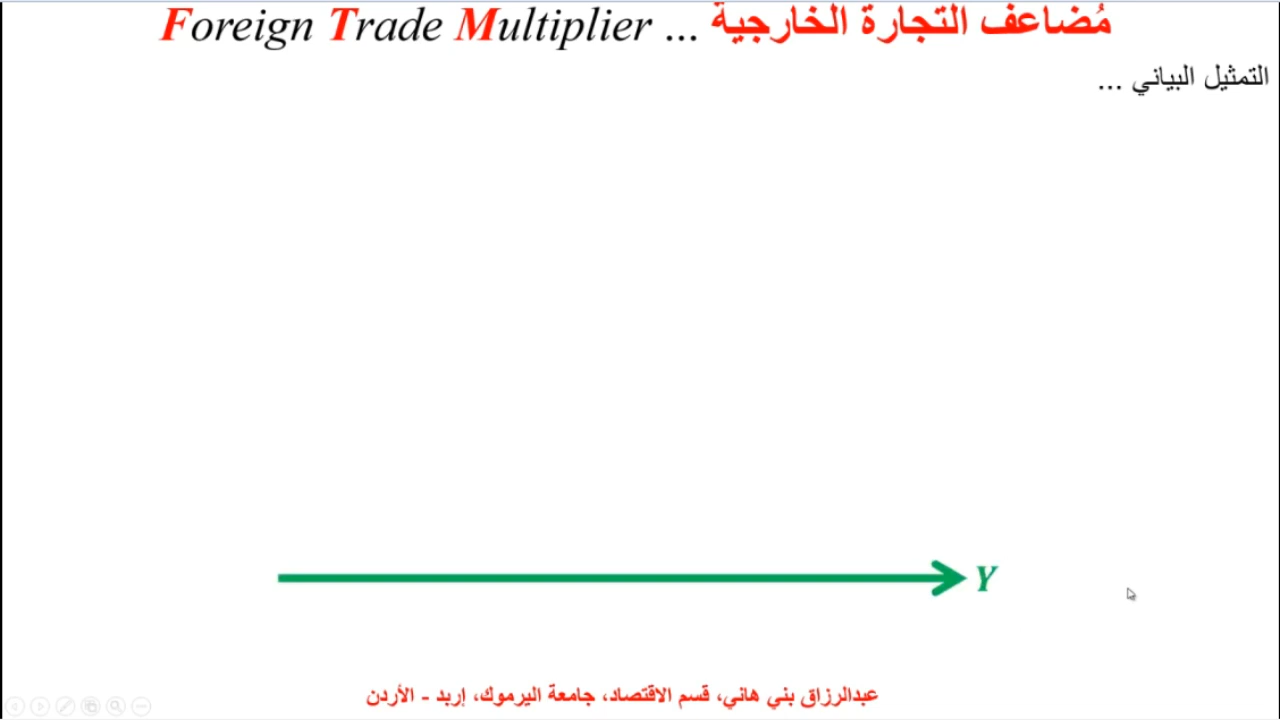 مُضاعف التجارة الخارجية ... Foreign Trade Multiplier
التمثيل البياني ...
Y
عبدالرزاق بني هاني، قسم الاقتصاد، جامعة اليرموك، إربد - الأردن